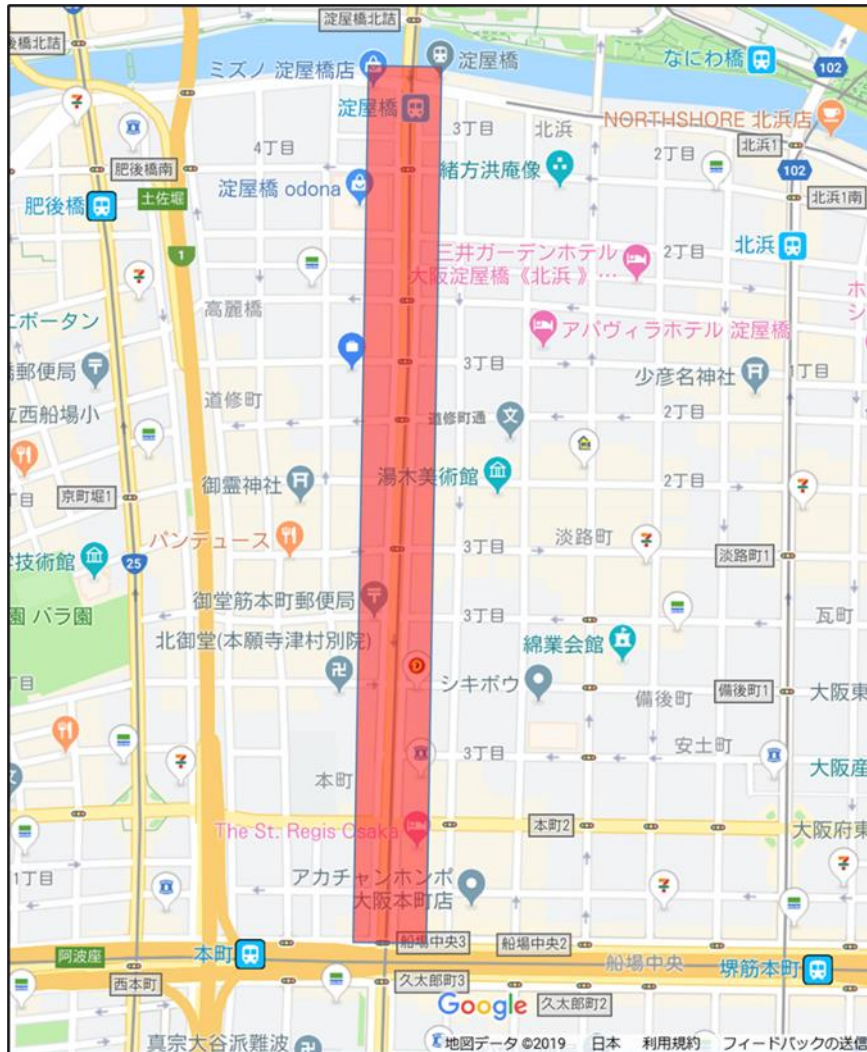 淀屋橋北詰
後橋北詰
ミズノ 淀屋橋店
淀屋橋
なにわ橋
102
淀屋橋
3丁目
北浜
NORTHSHORE 北浜店
4丁目
北浜1
肥後橋南
2丁目
102
緒方洪庵像
淀屋橋 odona
土佐堀
北浜1南
肥後橋
北浜
1
三井ガーデンホテル
大阪淀屋橋《北浜 》…
2丁目
高麗橋
アパヴィラホテル 淀屋橋
3丁目
少彦名神社
1丁目
郵便局
道修町
2丁目
立西船場小
道修町通
湯木美術館
2丁目
御霊神社
京町堀1
丁目
パンデュース
淡路町
3丁目
淡路町1
技術館
25
御堂筋本町郵便局
園 バラ園
3丁目
瓦町
北御堂(本願寺津村別院)
綿業会館
シキボウ
丁目
備後町
備後町1
大阪東
3丁目
安土町
本町
大阪産
The St. Regis Osaka
本町2
大阪府東
1丁目
アカチャンホンポ
大阪本町店
本町
船場中央3
船場中央2
阿波座
船場中央
堺筋本町
西本町
久太郎町3
Google
久太郎町2
真宗大谷派難波
地図データ ©2019 日本 利用規約 フィードバックの送信